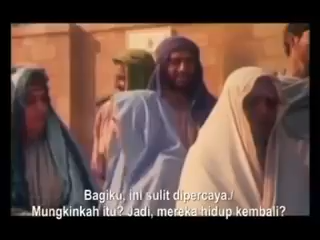 Bagiku, ini sulit dipercaya./
Mungkinkah itu? Jadi, mereka hidup kembali?